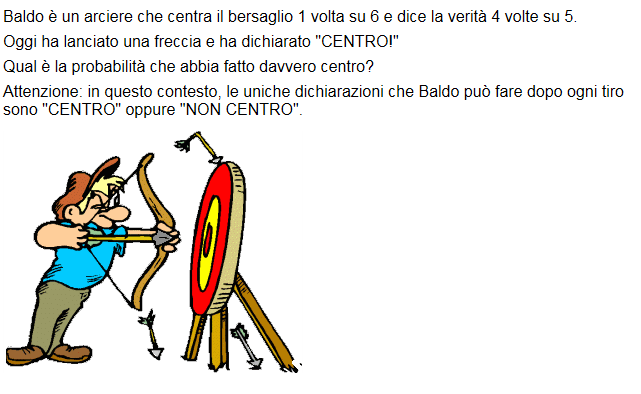 Baldo è un arciere che centra il bersaglio 1 volta su 6 e dice la verità 4 volte su 5.
Oggi ha lanciato una freccia e ha dichiarato "CENTRO!"
Qual è la probabilità che abbia fatto davvero centro?
Attenzione: in questo contesto, le uniche dichiarazioni che Baldo può fare dopo ogni tiro
sono "CENTRO" oppure "NON CENTRO".